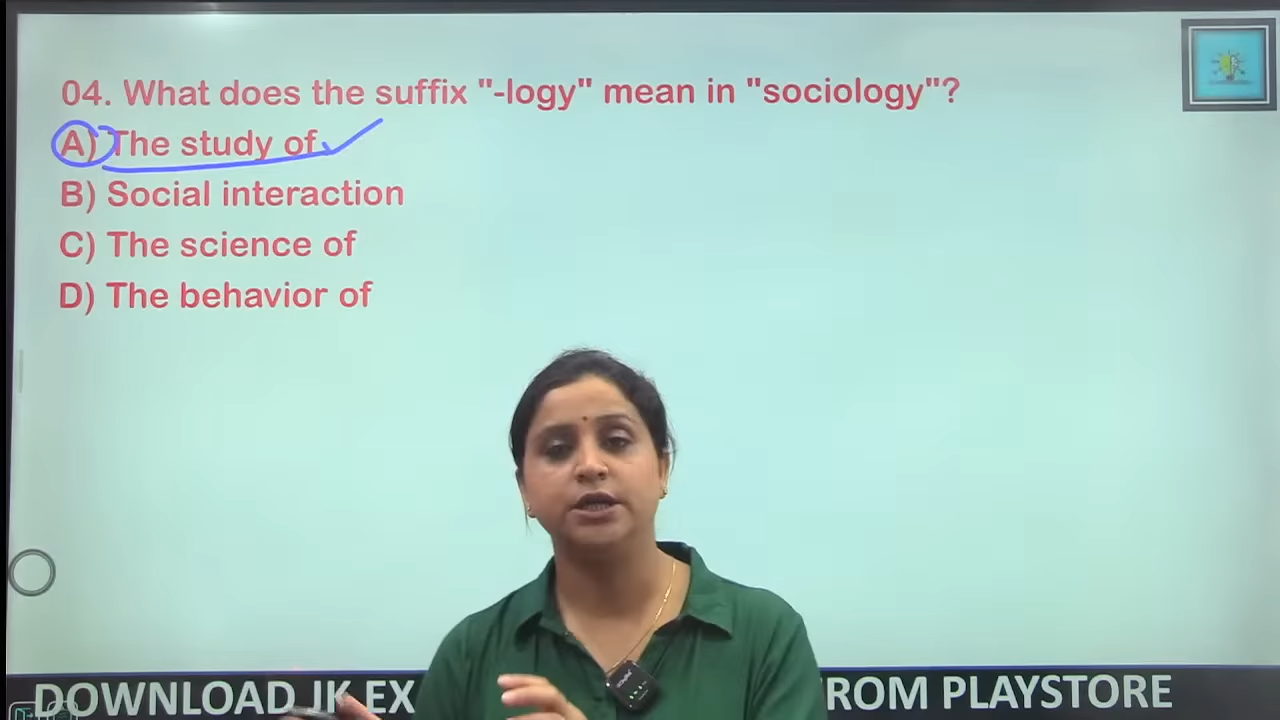 04. What does the suffix "-logy" mean in "sociology"?
A) The study of
B) Social interaction
C) The science of
D) The behavior of
DOWNLOAD JK EX ROM PLAYSTORE